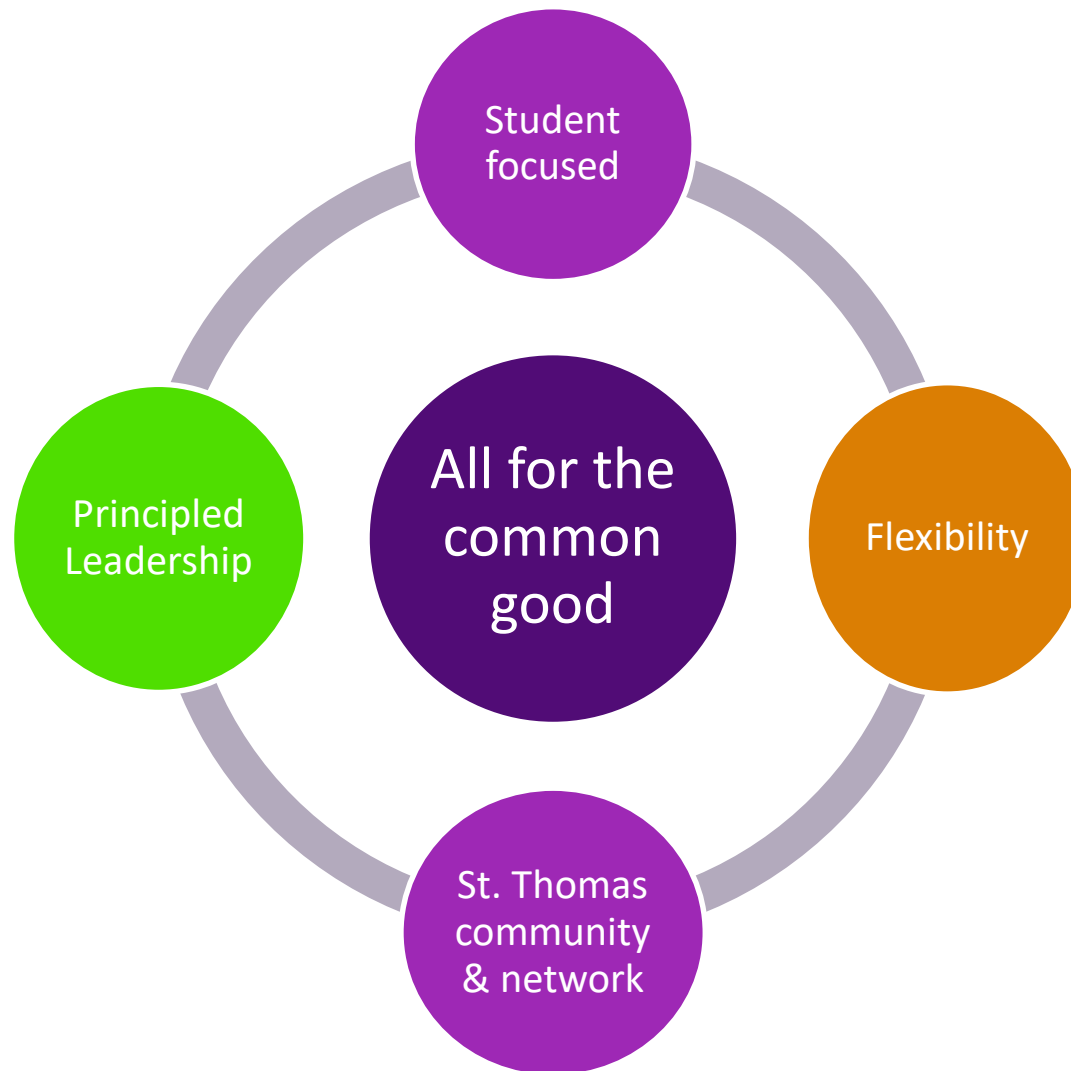 Student
focused
Principled
Leadership
All for the
common
good
Flexibility
St. Thomas
community
& network